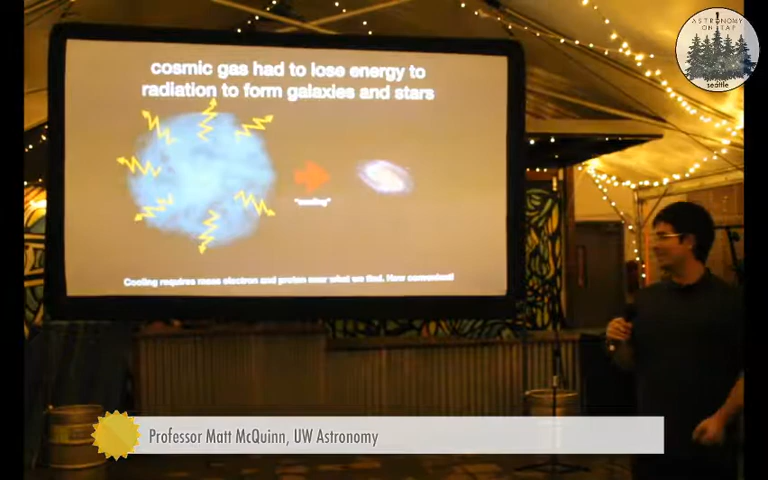 ASTRONOMY
ON TAP
seattle
cosmic gas had to lose energy to
radiation to form galaxies and stars
"cooling"
Cooling requires mass electron and proton near what we find. How convenient!
Professor Matt McQuinn, UW Astronomy